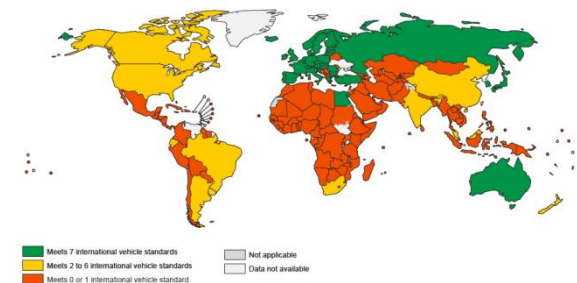 Meets 7 international vehicle standards
Meets 2 to 6 international vehicle standards
Meets 0 or 1 international vehicle standard
Not applicable
Data not available